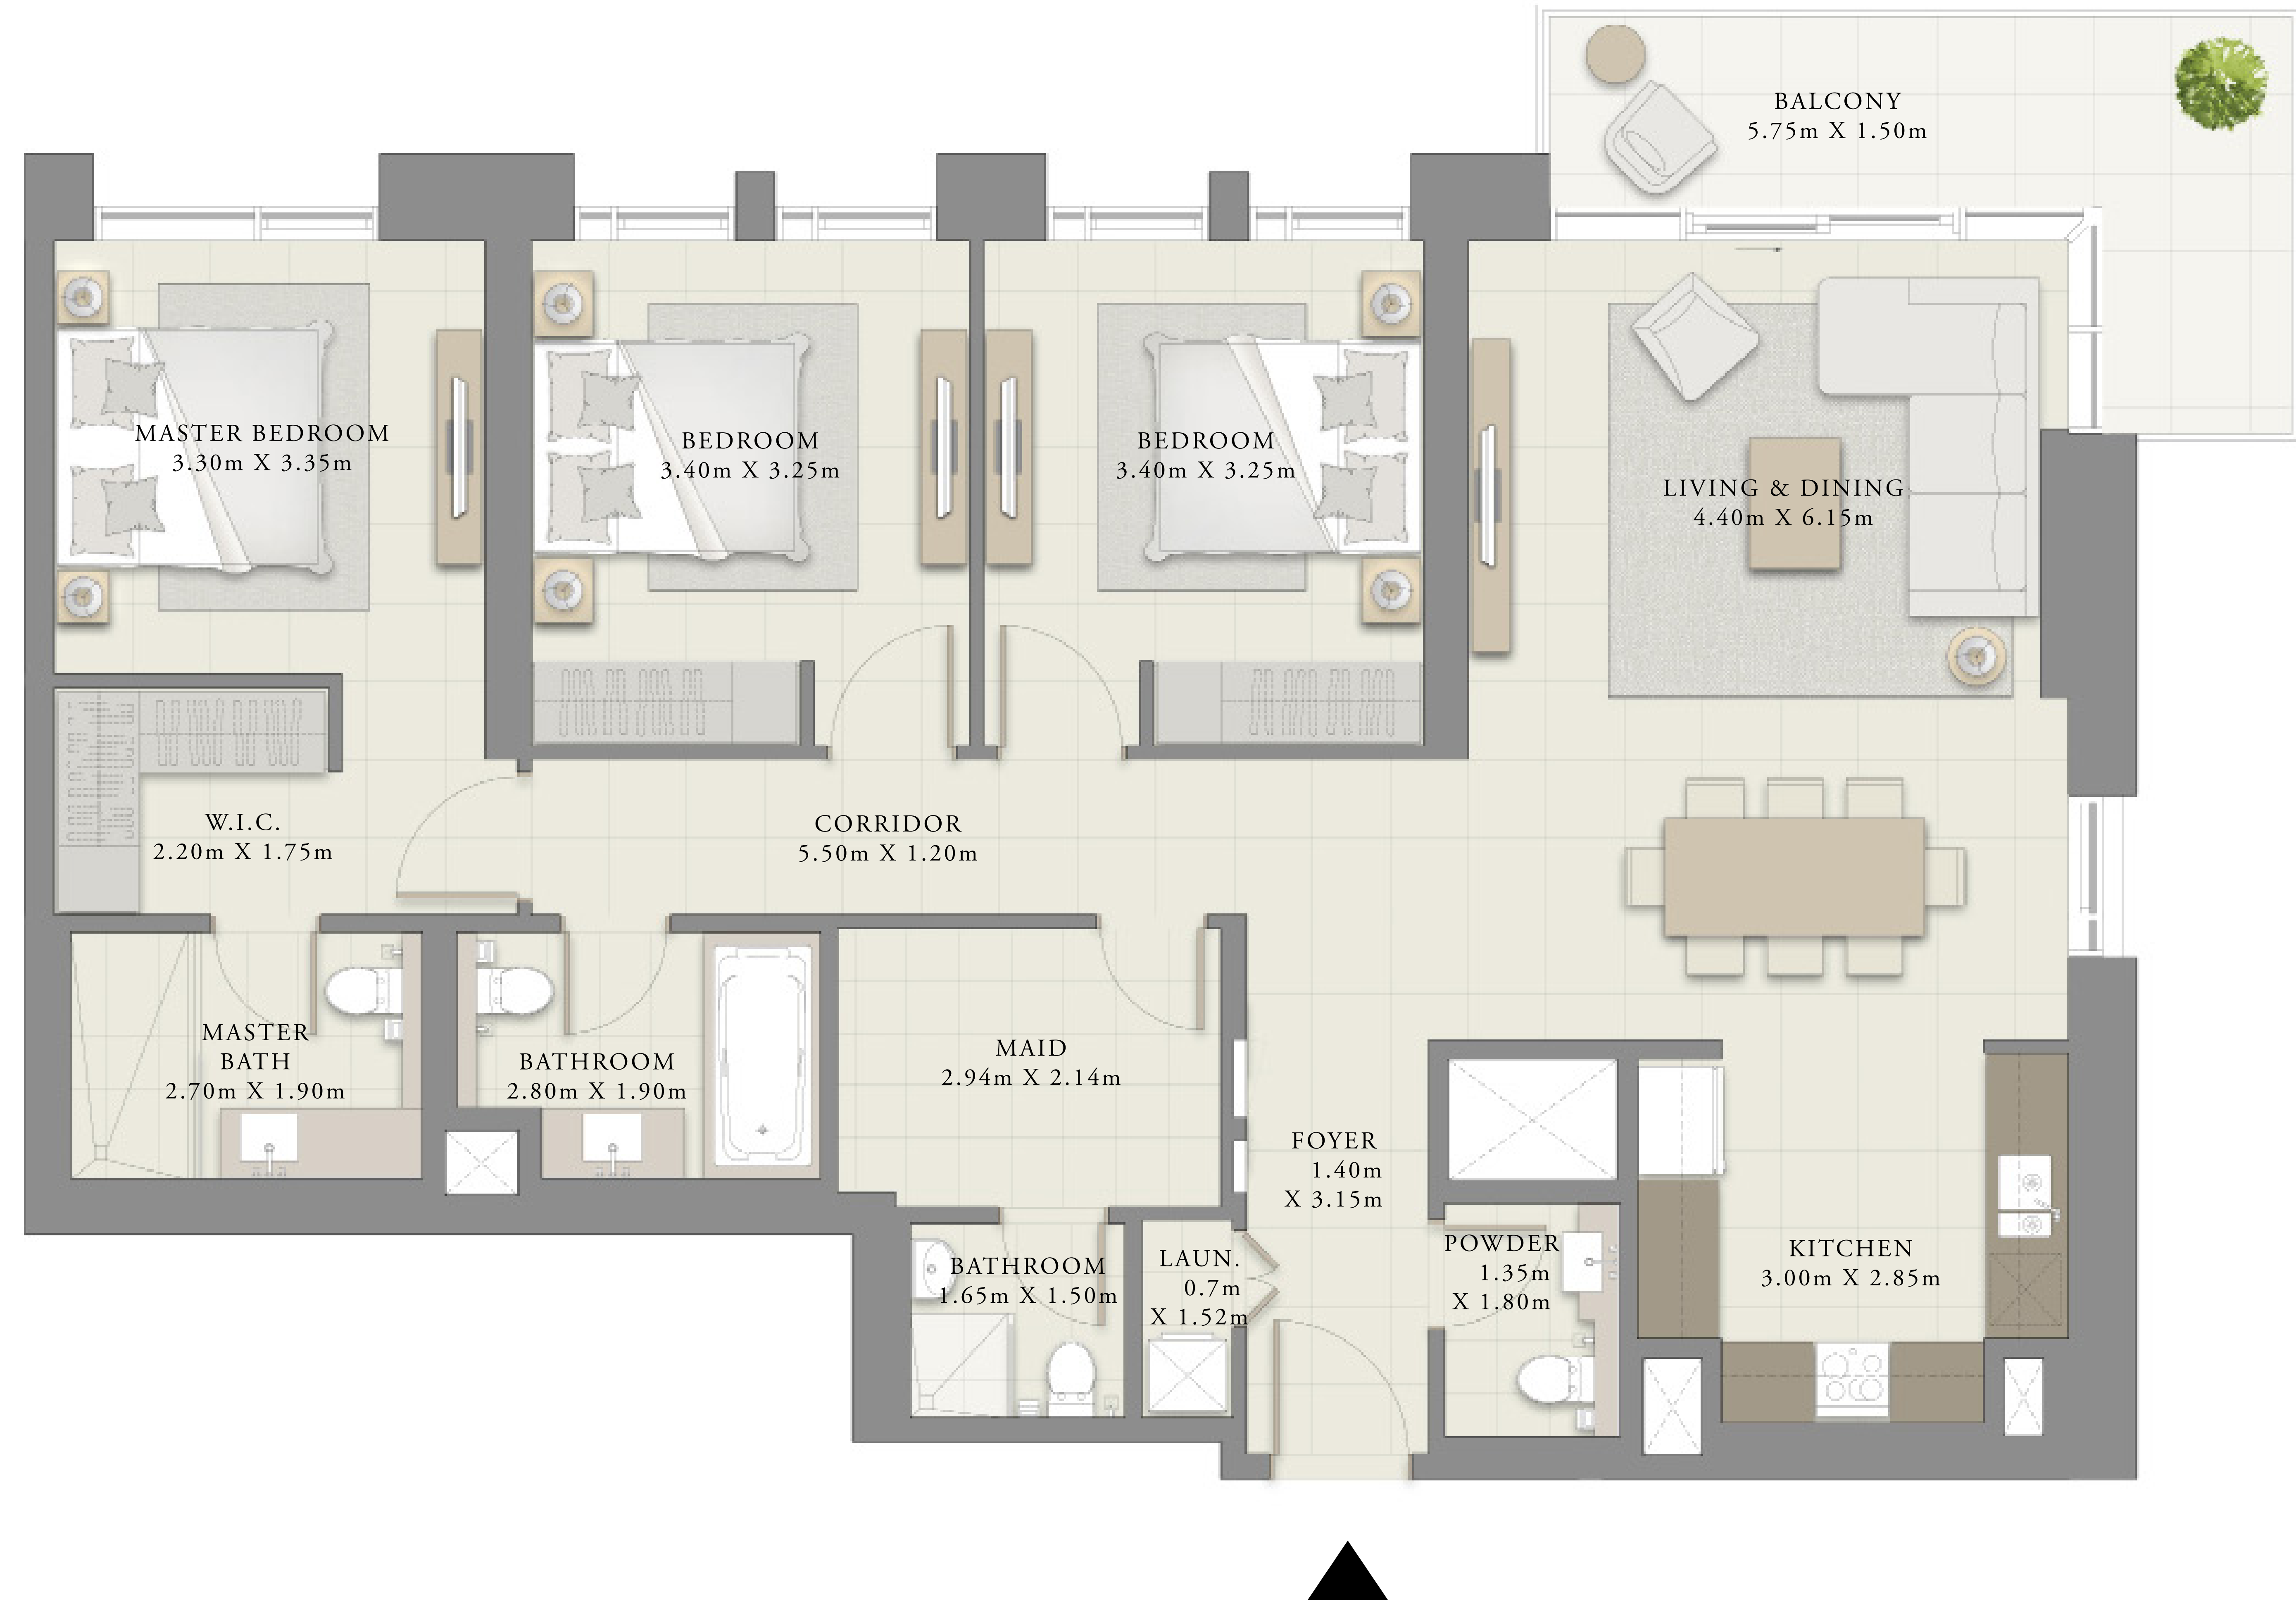 BALCONY
5.75m X 1.50m
MASTER BEDROOM
3.30m X 3.35m
BEDROOM
3.40m X 3.25m
BEDROOM
3.40m X 3.25m
LIVING & DINING
4.40m X 6.15m
W.I.C.
2.20m X 1.75m
CORRIDOR
5.50m X 1.20m
MASTER
BATH
2.70m X 1.90m
BATHROOM
2.80m X 1.90m
MAID
2.94m X 2.14m
FOYER
1.40m
X 3.15m
BATHROOM
1.65m X 1.50m
LAUN.
0.7m
X 1.52m
POWDER
1.35m
X 1.80m
KITCHEN
3.00m X 2.85m